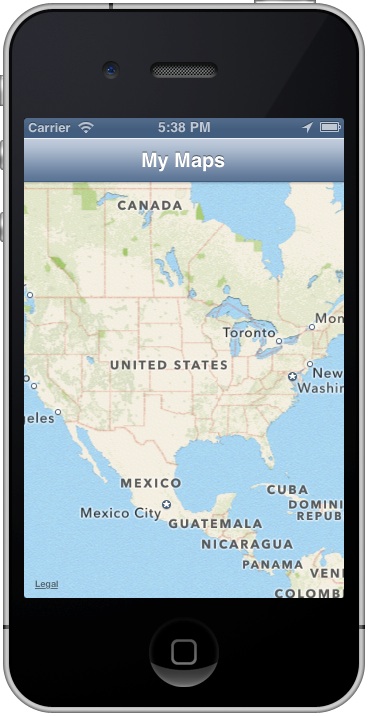 Carrier 5:38 PM
My Maps
CANADA
Toronto
Mon
UNITED STATES
New
Washin
eles
MEXICO
CUBA
Mexico City
DOMINI
REPUB
GUATEMALA
NICARAGUA
PANAMA
VEN
Legal
COLOMB